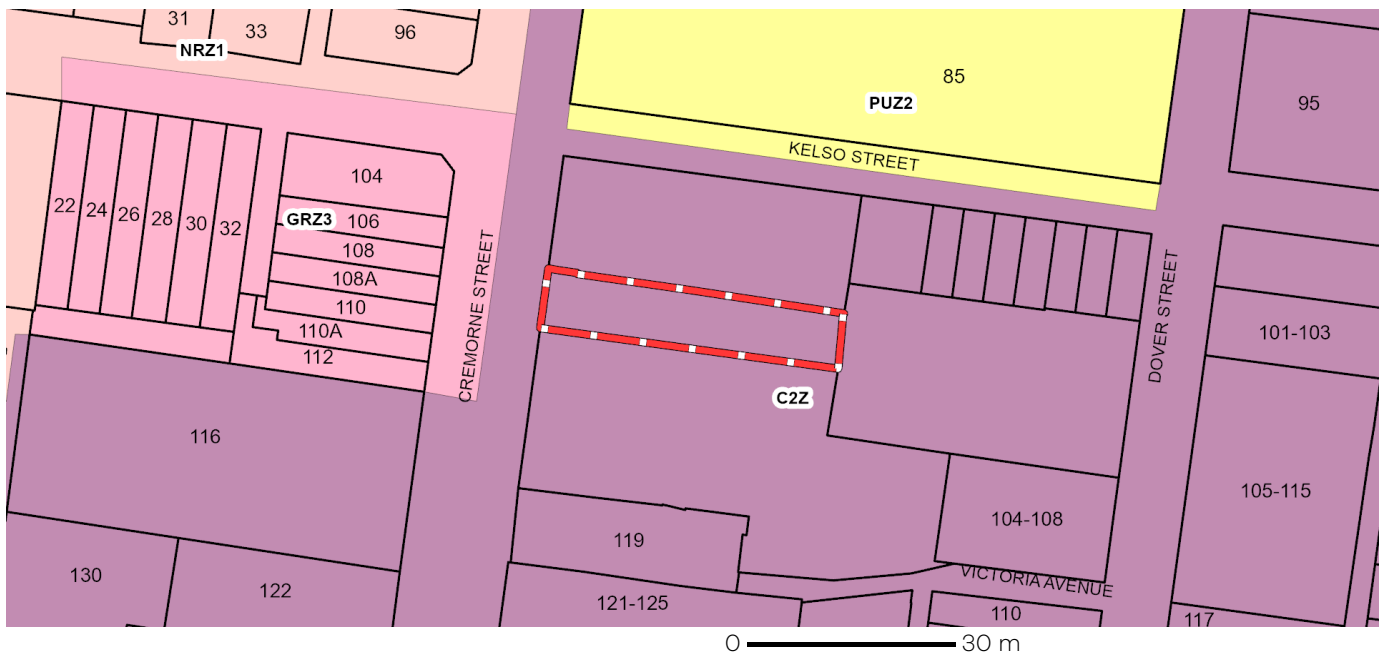 31
33
96
NRZ1
85
PUZ2
95
KELSO STREET
104
22
24
26
28
30
32
GRZ3
106
108
108A
110
110A
112
CREMORNE STREET
DOVER STREET
101-103
C2Z
116
105-115
104-108
119
130
122
121-125
VICTORIA AVENUE
110
117
0 30 m